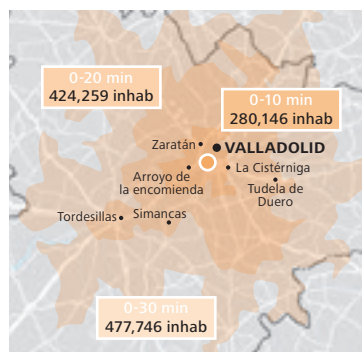 0-20 min
424,259 inhab
0-10 min
280,146 inhab
Zaratán
VALLADOLID
La Cistérniga
Arroyo de
la encomienda
Tudela de
Duero
Tordesillas
Simancas
0-30 min
477,746 inhab